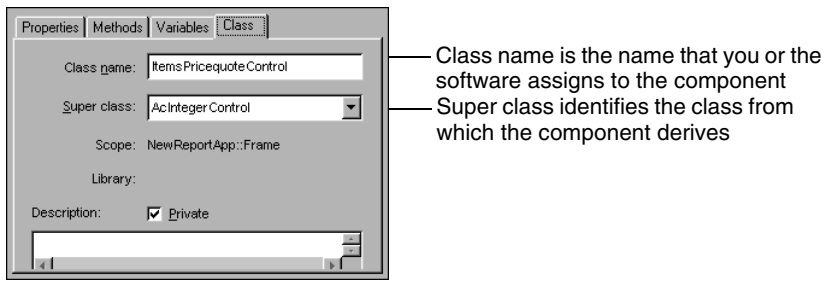 Properties Methods Variables Class
Class name: ItemsPricequoteControl
Super class: AcIntegerControl
Scope: NewReportApp::Frame
Library:
Description: Private
Class name is the name that you or the
software assigns to the component
Super class identifies the class from
which the component derives